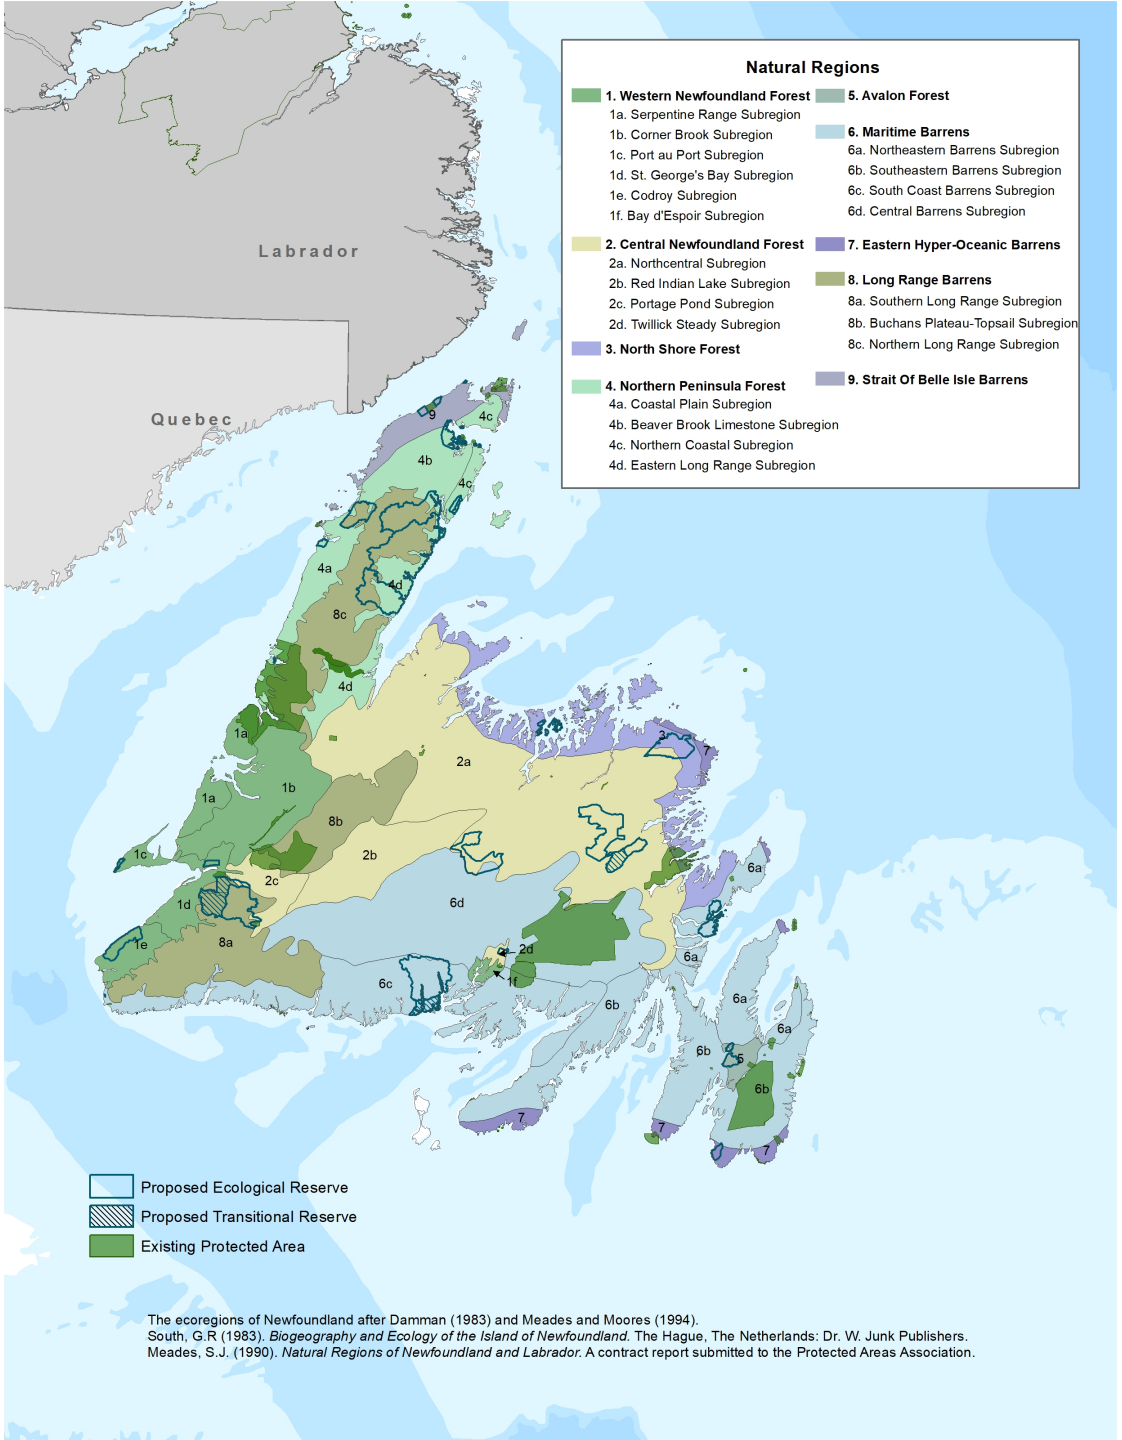 Natural Regions
1. Western Newfoundland Forest
1a. Serpentine Range Subregion
1b. Corner Brook Subregion
1c. Port au Port Subregion
1d. St. George's Bay Subregion
1e. Codroy Subregion
1f. Bay d'Espoir Subregion
2. Central Newfoundland Forest
2a. Northcentral Subregion
2b. Red Indian Lake Subregion
2c. Portage Pond Subregion
2d. Twillick Steady Subregion
3. North Shore Forest
4. Northern Peninsula Forest
4a. Coastal Plain Subregion
4b. Beaver Brook Limestone Subregion
4c. Northern Coastal Subregion
4d. Eastern Long Range Subregion
5. Avalon Forest
6. Maritime Barrens
6a. Northeastern Barrens Subregion
6b. Southeastern Barrens Subregion
6c. South Coast Barrens Subregion
6d. Central Barrens Subregion
7. Eastern Hyper-Oceanic Barrens
8. Long Range Barrens
8a. Southern Long Range Subregion
8b. Buchans Plateau-Topsail Subregion
8c. Northern Long Range Subregion
9. Strait Of Belle Isle Barrens
Labrador
Quebec
9
4c
4b
4c
4a
4d
8c
4d
1a
3
7
2a
1b
1a
8b
1c
2b
6a
2c
1d
6d
1e
8a
2d
6a
1f
6c
6b
6a
6a
6b
5
6b
7
7
7
Proposed Ecological Reserve
Proposed Transitional Reserve
Existing Protected Area
The ecoregions of Newfoundland after Damman (1983) and Meades and Moores (1994).
South, G.R (1983). Biogeography and Ecology of the Island of Newfoundland. The Hague, The Netherlands: Dr. W. Junk Publishers.
Meades, S.J. (1990). Natural Regions of Newfoundland and Labrador. A contract report submitted to the Protected Areas Association.